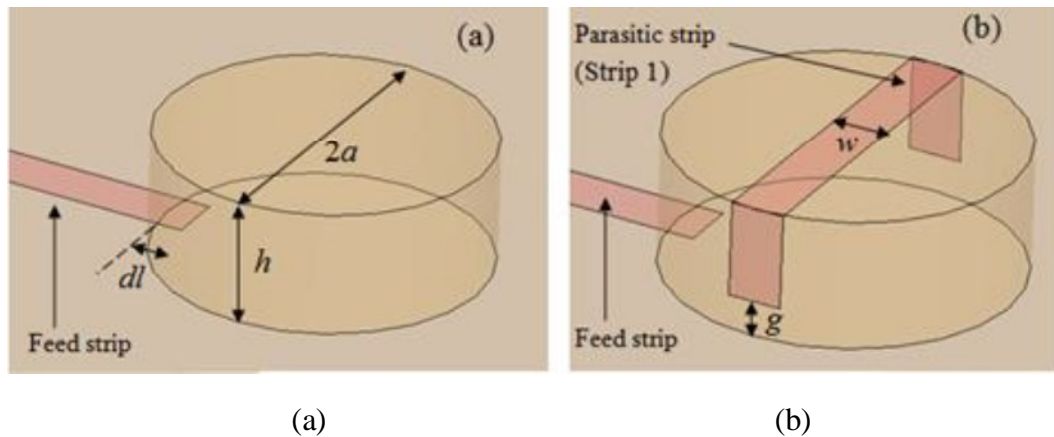 (a)
2a
h
dl
Feed strip
(b)
Parasitic strip
(Strip 1)
w
g
Feed strip
(a)
(b)